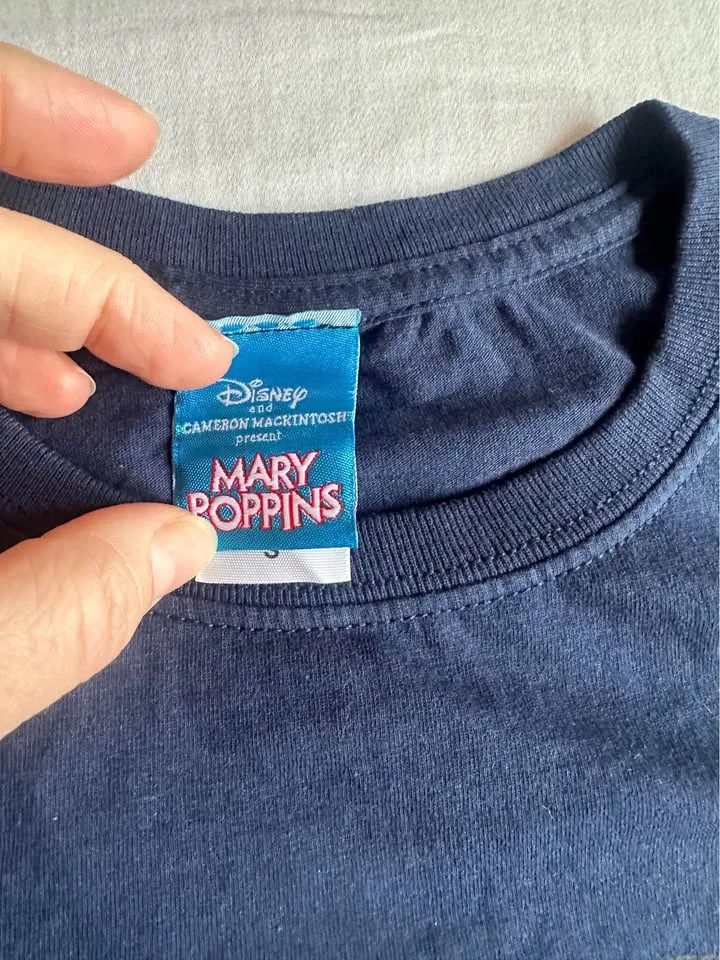 Disney
and
CAMERON MACKINTOSH
present
MARY
POPPINS